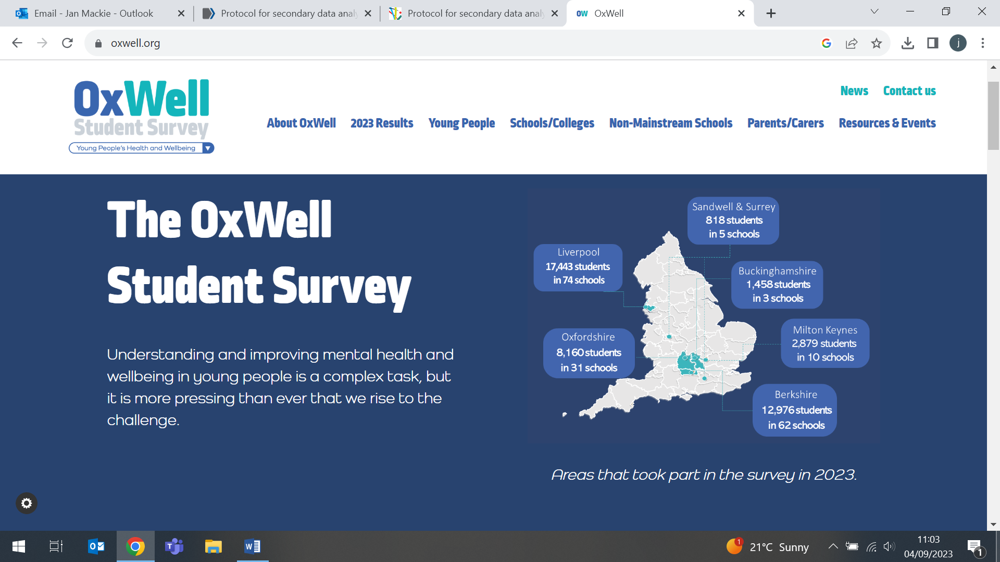 Email - Jan Mackie - Outlook
Protocol for secondary data analy
Protocol for secondary data analy
OW OxWell
oxwell.org
j
OxWell
Student Survey
Young People's Health and Wellbeing
News Contact us
About OxWell 2023 Results Young People Schools/Colleges Non-Mainstream Schools Parents/Carers Resources & Events
The OxWell
Student Survey
Understanding and improving mental health and
wellbeing in young people is a complex task, but
it is more pressing than ever that we rise to the
challenge.
Sandwell & Surrey
818 students
in 5 schools
Liverpool
17,443 students
in 74 schools
Buckinghamshire
1,458 students
in 3 schools
Oxfordshire
8,160 students
in 31 schools
Milton Keynes
2,879 students
in 10 schools
Berkshire
12,976 students
in 62 schools
Areas that took part in the survey in 2023.
1
21°C Sunny
11:03
04/09/2023
1